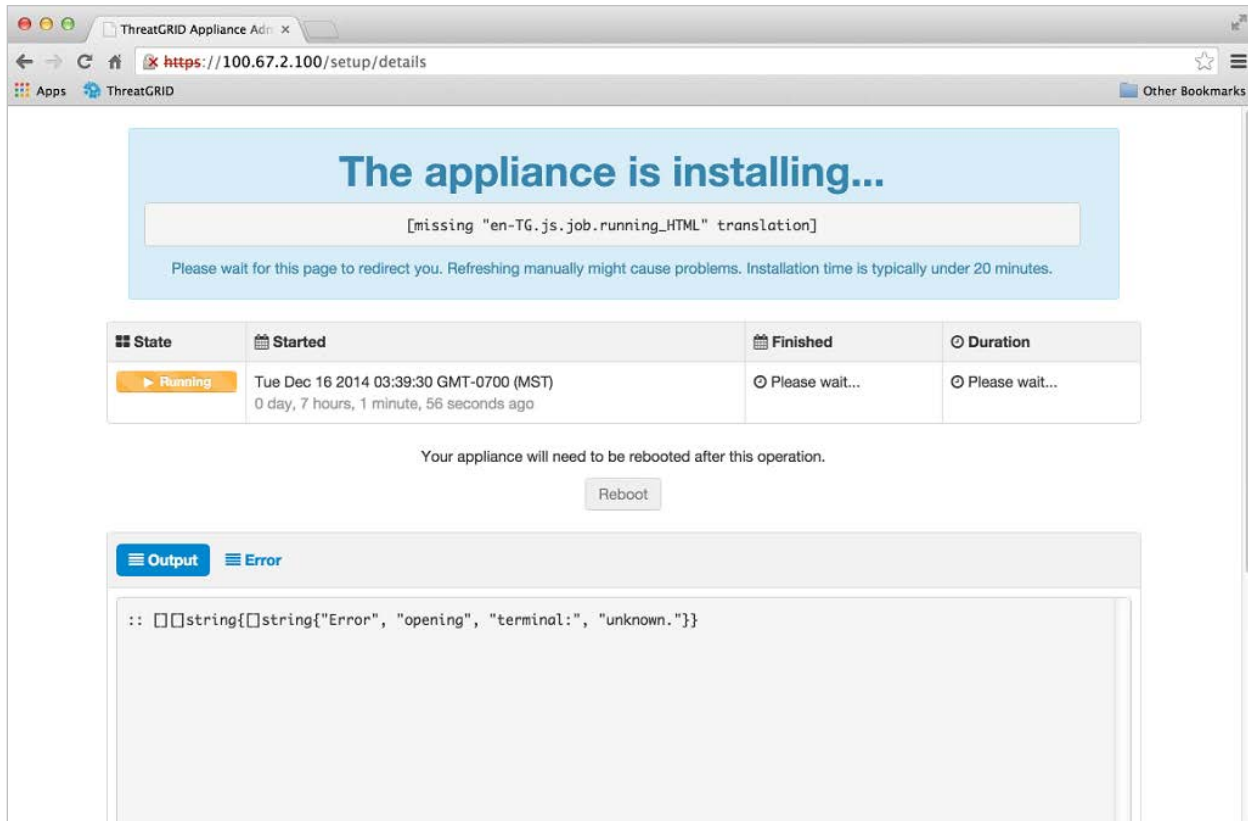 ThreatGRID Appliance Adm
https://100.67.2.100/setup/details
Apps ThreatGRID Other Bookmarks
The appliance is installing...
[missing "en-TG.js.job.running_HTML" translation]
Please wait for this page to redirect you. Refreshing manually might cause problems. Installation time is typically under 20 minutes.
State Started Finished Duration
Running Tue Dec 16 2014 03:39:30 GMT-0700 (MST) Please wait... Please wait...
0 day, 7 hours, 1 minute, 56 seconds ago
Your appliance will need to be rebooted after this operation.
Reboot
Output Error
:: [][]string{[]string{"Error", "opening", "terminal:", "unknown."}}